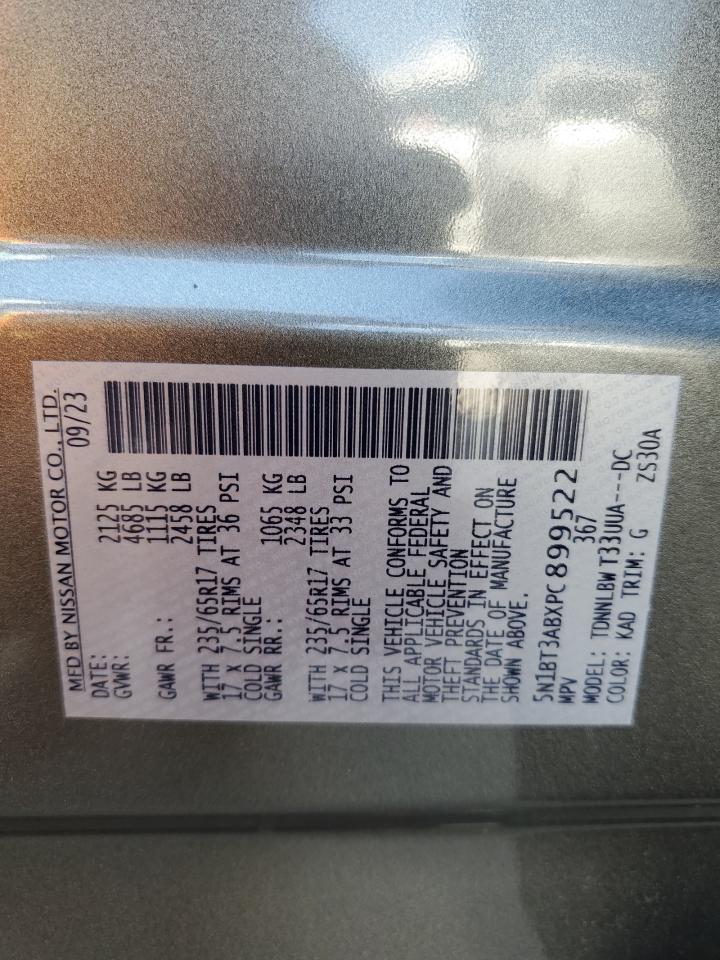 MFD BY NISSAN MOTOR CO., LTD.
DATE: 09/23
GVWR: 2125 KG
4685 LB
GAWR FR.: 1115 KG
2458 LB
WITH 235/65R17 TIRES
17 X 7.5 RIMS AT 36 PSI
COLD SINGLE
GAWR RR.: 1065 KG
2348 LB
WITH 235/65R17 TIRES
17 X 7.5 RIMS AT 33 PSI
COLD SINGLE
THIS VEHICLE CONFORMS TO
ALL APPLICABLE FEDERAL
MOTOR VEHICLE SAFETY AND
THEFT PREVENTION
STANDARDS IN EFFECT ON
THE DATE OF MANUFACTURE
SHOWN ABOVE.
5N1BT3ABXPC899522
MPV 367
MODEL: TDNNLBW T33UUA---DC
COLOR: KAD TRIM: G ZS30A